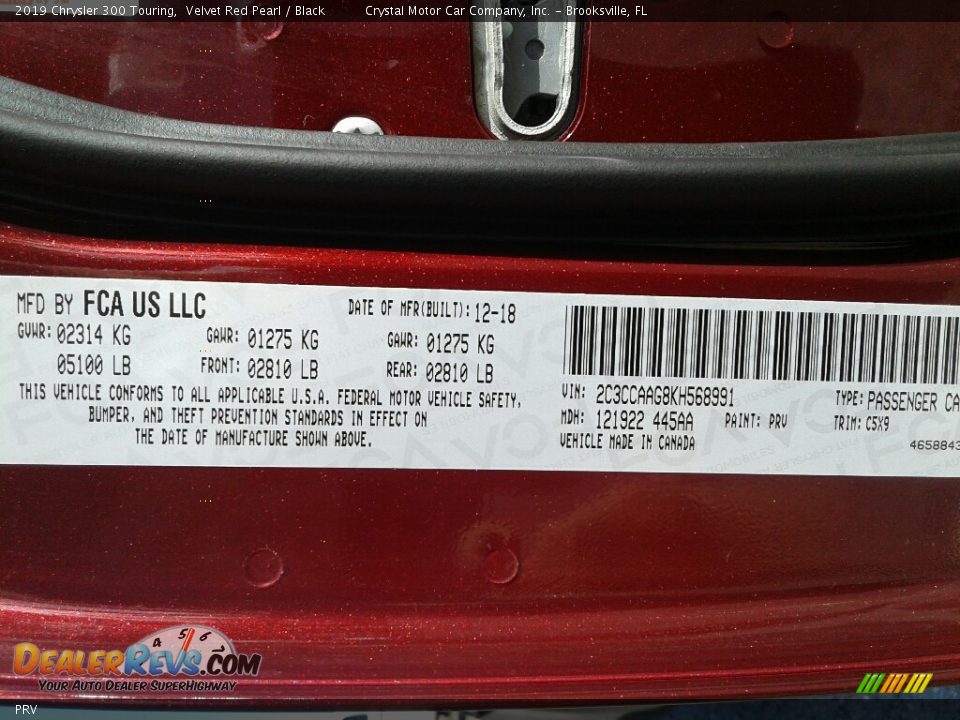 2019 Chrysler 300 Touring, Velvet Red Pearl / Black Crystal Motor Car Company, Inc. - Brooksville, FL
MFD BY FCA US LLC DATE OF MFR(BUILT): 12-18
GVWR: 02314 KG GAWR: 01275 KG GAWR: 01275 KG
05100 LB FRONT: 02810 LB REAR: 02810 LB
THIS VEHICLE CONFORMS TO ALL APPLICABLE U.S.A. FEDERAL MOTOR VEHICLE SAFETY,
BUMPER, AND THEFT PREVENTION STANDARDS IN EFFECT ON
THE DATE OF MANUFACTURE SHOWN ABOVE.
VIN: 2C3CCAAG8KH568991 TYPE: PASSENGER CA
MDH: 121922 445AA PAINT: PRV TRIM: C5X9
VEHICLE MADE IN CANADA 4658843
4 5 6
DEALERREVS.COM
YOUR AUTO DEALER SUPERHIGHWAY
PRV